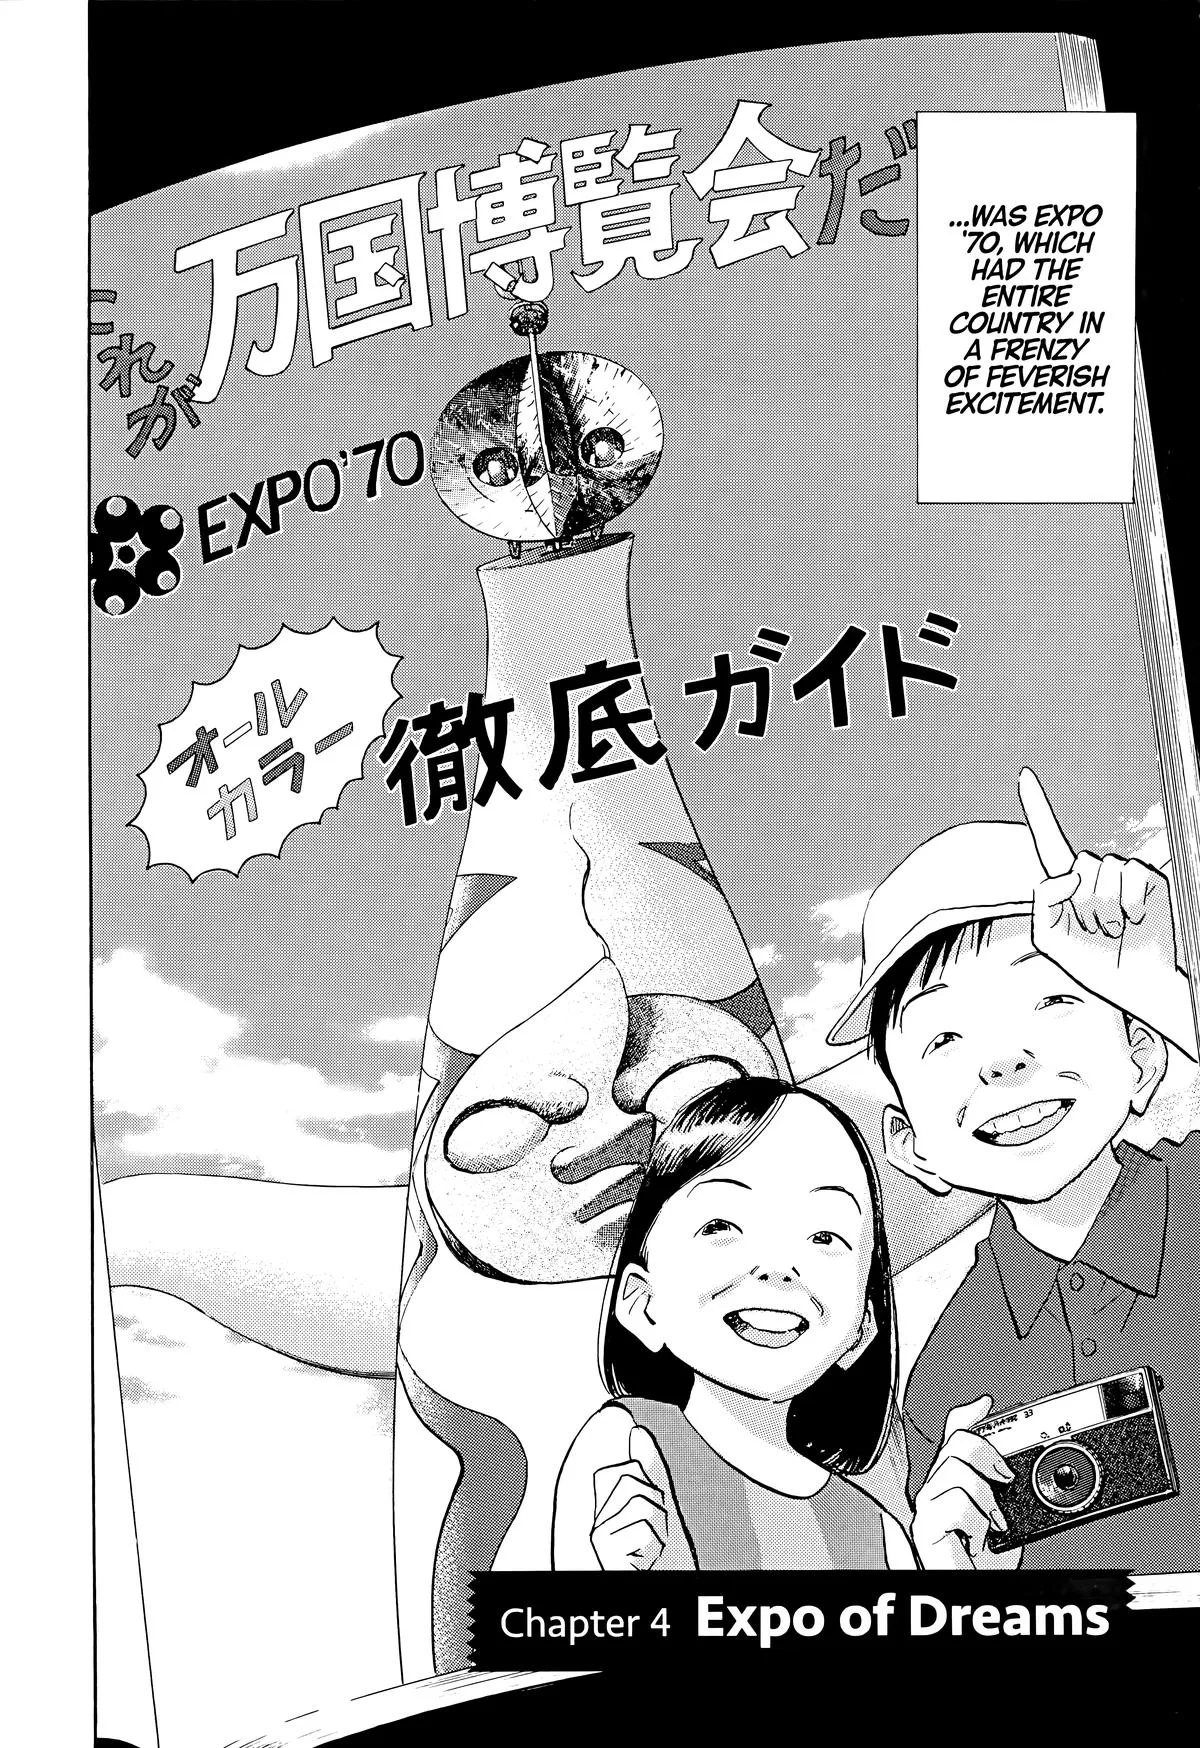 これが
万国博覧会だ
EXPO'70
オール
カラー
徹底ガイド
...WAS EXPO
'70, WHICH
HAD THE
ENTIRE
COUNTRY IN
A FRENZY
OF FEVERISH
EXCITEMENT.
Chapter 4 Expo of Dreams